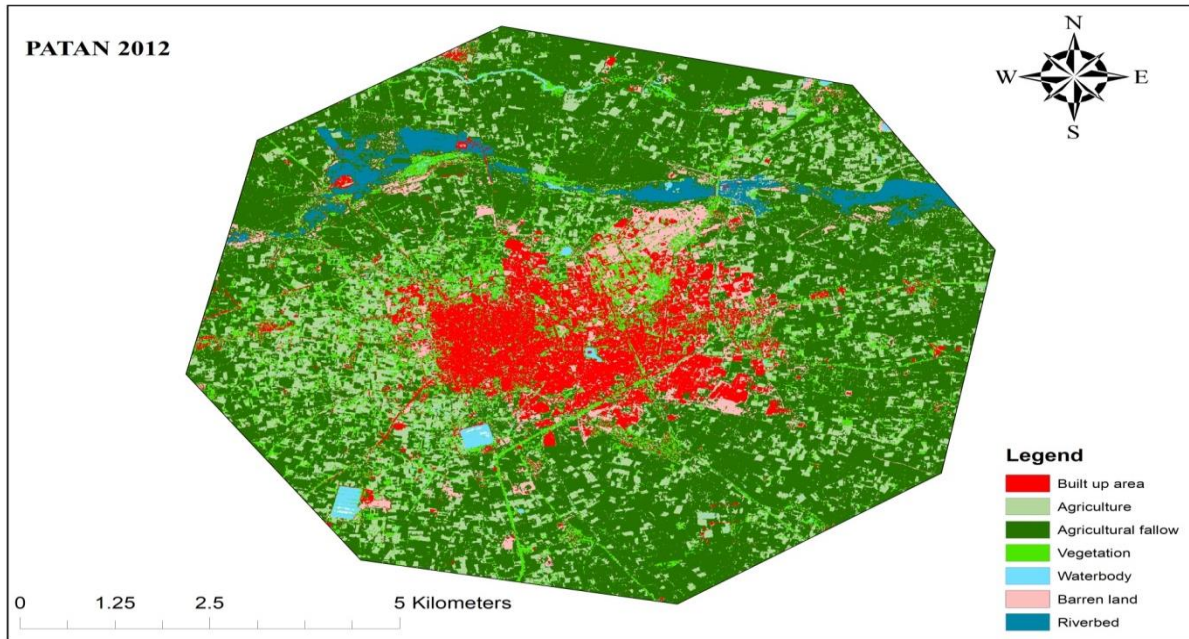 PATAN 2012
N
W E
S
Legend
Built up area
Agriculture
Agricultural fallow
Vegetation
Waterbody
Barren land
Riverbed
0 1.25 2.5 5 Kilometers